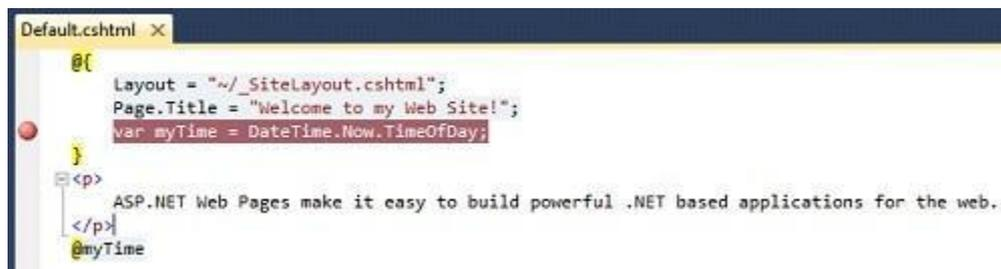 Default.cshtml ×
@{
Layout = "~/_SiteLayout.cshtml";
Page.Title = "Welcome to my Web Site!";
var myTime = DateTime.Now.TimeOfDay;
}
<p>
ASP.NET Web Pages make it easy to build powerful .NET based applications for the web.
</p>
@myTime